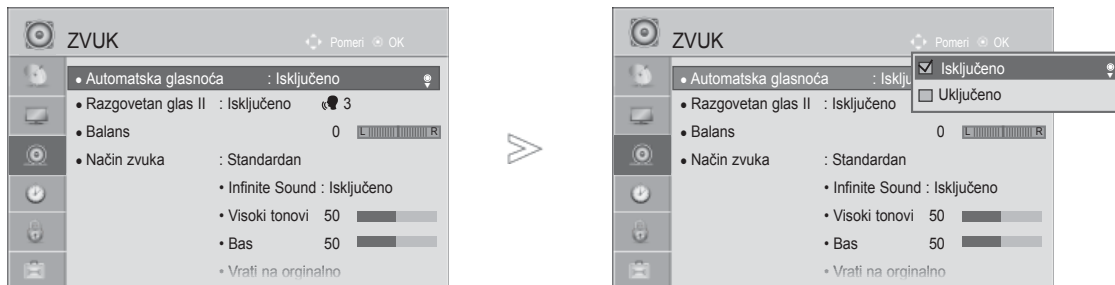 ZVUK
Pomeri OK
• Automatska glasnoća : Isključeno
• Razgovetan glas II : Isključeno 3
• Balans 0 L R
• Način zvuka : Standardan
• Infinite Sound : Isključeno
• Visoki tonovi 50
• Bas 50
• Vrati na orginalno
ZVUK
Pomeri OK
• Automatska glasnoća : Isklju
Isključeno
Uključeno
• Razgovetan glas II : Isključeno
• Balans 0 L R
• Način zvuka : Standardan
• Infinite Sound : Isključeno
• Visoki tonovi 50
• Bas 50
• Vrati na orginalno